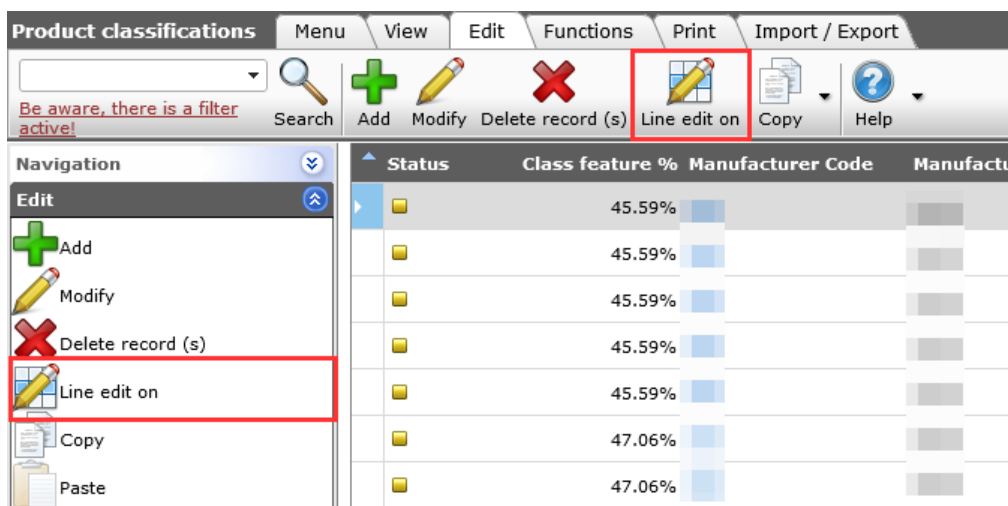 Product classifications Menu View Edit Functions Print Import / Export
Be aware, there is a filter
active!
Search Add Modify Delete record (s) Line edit on Copy Help
Navigation
Status Class feature % Manufacturer Code Manufactu
Edit
45.59%
Add
45.59%
Modify
45.59%
Delete record (s)
45.59%
Line edit on
45.59%
Copy
47.06%
Paste
47.06%